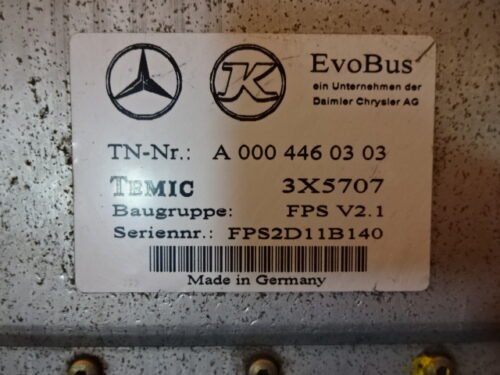 K
EvoBus
ein Unternehmen der
Daimler Chrysler AG
TN-Nr.: A 000 446 03 03
TEMIC 3X5707
Baugruppe: FPS V2.1
Seriennr.: FPS2D11B140
Made in Germany